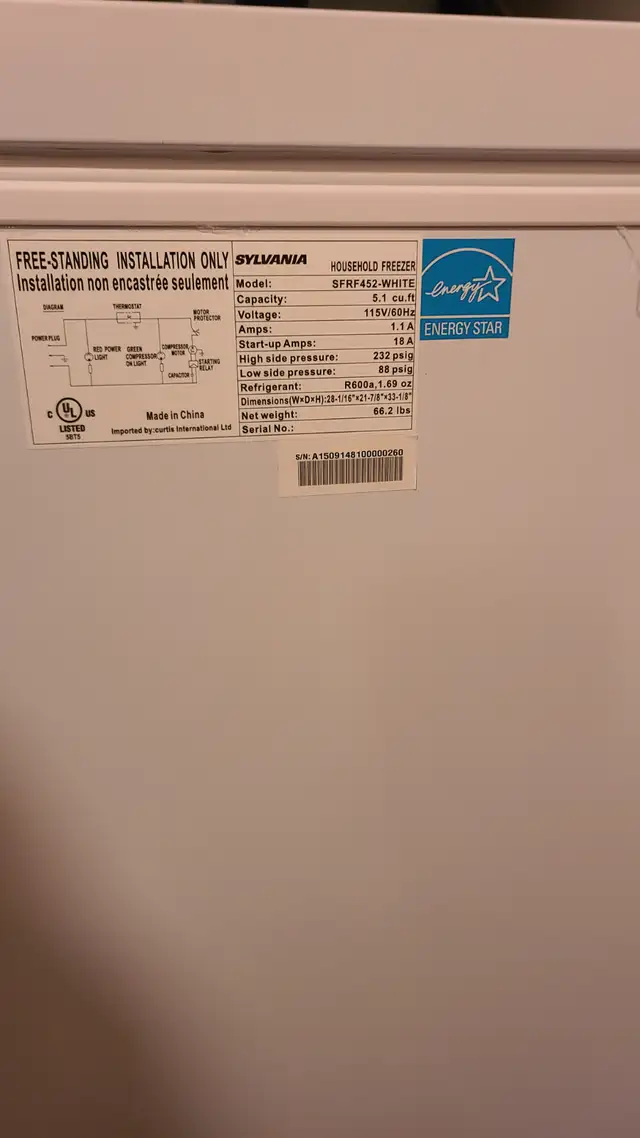 FREE-STANDING INSTALLATION ONLY
Installation non encastrée seulement
DIAGRAM
THERMOSTAT
MOTOR PROTECTOR
POWER PLUG
RED POWER LIGHT
GREEN COMPRESSOR ON LIGHT
COMPRESSOR MOTOR
STARTING RELAY
CAPACITOR
C UL US
LISTED
5BT5
Made in China
Imported by:curtis International Ltd
SYLVANIA
HOUSEHOLD FREEZER
Model: SFRF452-WHITE
Capacity: 5.1 cu.ft
Voltage: 115V/60Hz
Amps: 1.1 A
Start-up Amps: 18 A
High side pressure: 232 psig
Low side pressure: 88 psig
Refrigerant: R600a,1.69 oz
Dimensions(W×D×H):28-1/16"×21-7/8"×33-1/8"
Net weight: 66.2 lbs
Serial No.:
S/N: A1509148100000260
energy
ENERGY STAR